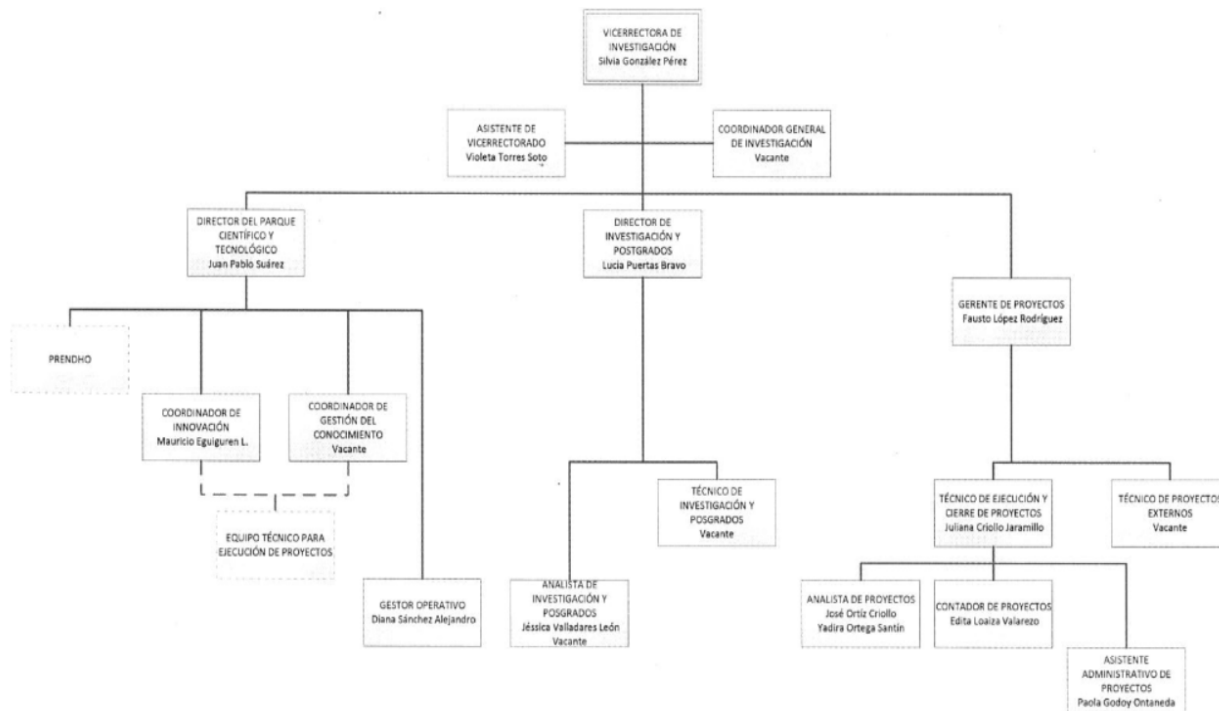 VICERRECTORA DE
INVESTIGACIÓN
Silvia González Pérez
ASISTENTE DE
VICERRECTORADO
Violeta Torres Soto
COORDINADOR GENERAL
DE INVESTIGACIÓN
Vacante
DIRECTOR DEL PARQUE
CIENTÍFICO Y
TECNOLÓGICO
Juan Pablo Suárez
DIRECTOR DE
INVESTIGACIÓN Y
POSTGRADOS
Lucia Puertas Bravo
GERENTE DE PROYECTOS
Fausto López Rodríguez
PRENDHO
COORDINADOR DE
INNOVACIÓN
Mauricio Eguiguren L.
COORDINADOR DE
GESTIÓN DEL
CONOCIMIENTO
Vacante
EQUIPO TÉCNICO PARA
EJECUCIÓN DE PROYECTOS
GESTOR OPERATIVO
Diana Sánchez Alejandro
TÉCNICO DE
INVESTIGACIÓN Y
POSGRADOS
Vacante
ANALISTA DE
INVESTIGACIÓN Y
POSGRADOS
Jéssica Valladares León
Vacante
TÉCNICO DE EJECUCIÓN Y
CIERRE DE PROYECTOS
Juliana Criollo Jaramillo
TÉCNICO DE PROYECTOS
EXTERNOS
Vacante
ANALISTA DE PROYECTOS
José Ortíz Criollo
Yadira Ortega Santín
CONTADOR DE PROYECTOS
Edita Loaiza Valarezo
ASISTENTE
ADMINISTRATIVO DE
PROYECTOS
Paola Godoy Ontaneda